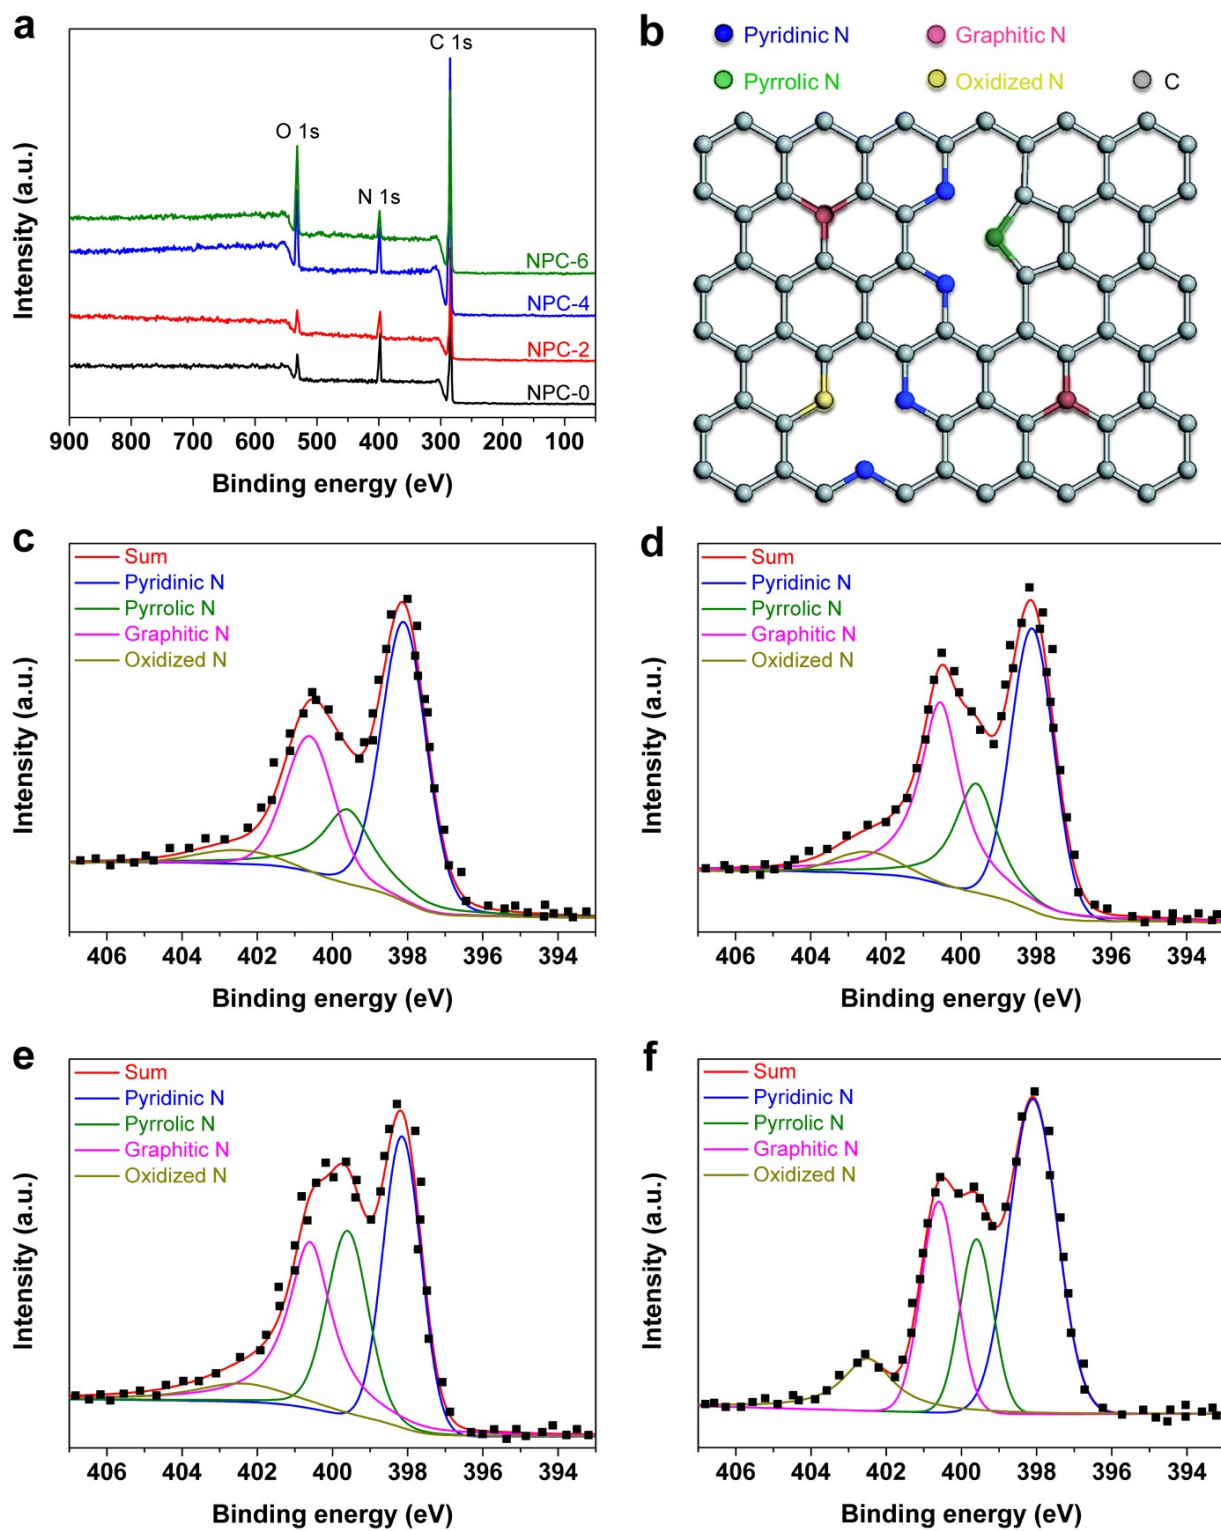 a
C 1s
O 1s
N 1s
Intensity (a.u.)
NPC-6
NPC-4
NPC-2
NPC-0
900 800 700 600 500 400 300 200 100
Binding energy (eV)
b
Pyridinic N Graphitic N
Pyrrolic N Oxidized N C
c
Sum
Pyridinic N
Pyrrolic N
Graphitic N
Oxidized N
Intensity (a.u.)
406 404 402 400 398 396 394
Binding energy (eV)
d
Sum
Pyridinic N
Pyrrolic N
Graphitic N
Oxidized N
Intensity (a.u.)
406 404 402 400 398 396 394
Binding energy (eV)
e
Sum
Pyridinic N
Pyrrolic N
Graphitic N
Oxidized N
Intensity (a.u.)
406 404 402 400 398 396 394
Binding energy (eV)
f
Sum
Pyridinic N
Pyrrolic N
Graphitic N
Oxidized N
Intensity (a.u.)
406 404 402 400 398 396 394
Binding energy (eV)